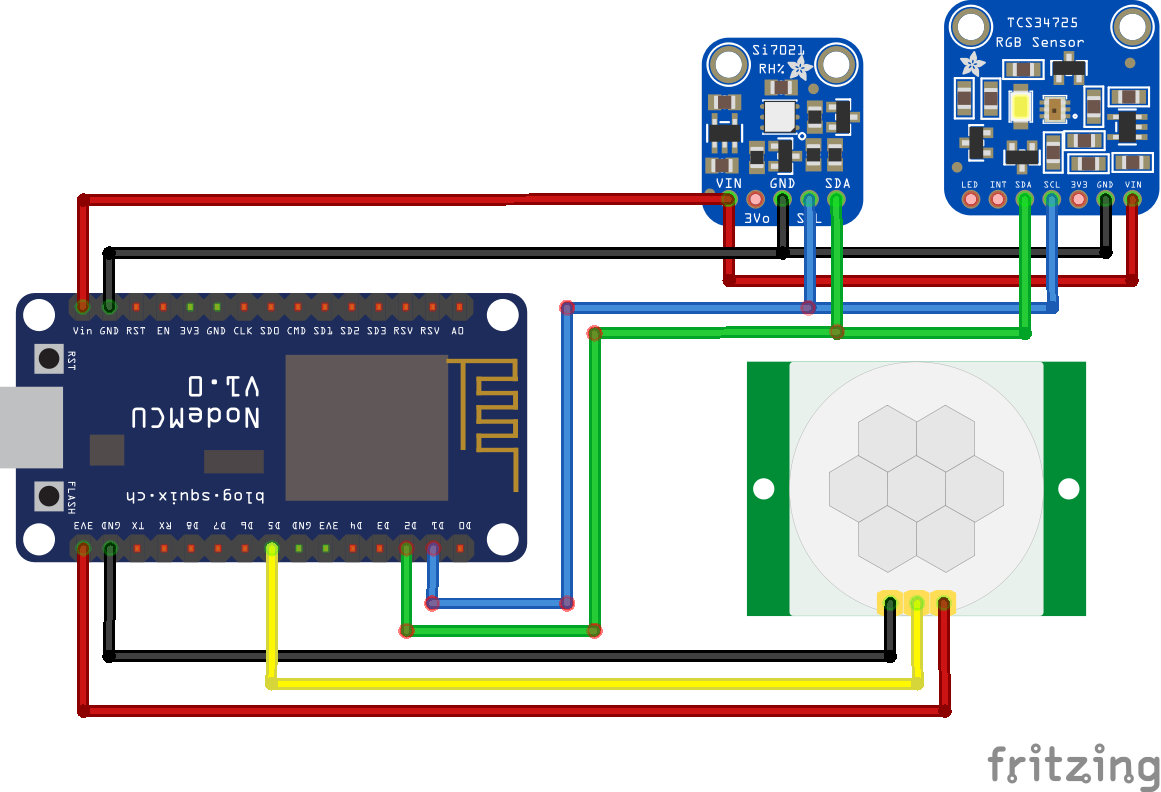 Si7021
RH%
VIN GND SDA
3Vo SCL
TCS34725
RGB Sensor
LED INT SDA SCL 3V3 GND VIN
Vin GND RST EN 3V3 GND CLK SD0 CMD SD1 SD2 SD3 RSV RSV A0
RST
NodeMCU
V1.0
blog.squix.ch
FLASH
3V3 GND TX RX D8 D7 D6 D5 GND 3V3 D4 D3 D2 D1 D0
fritzing